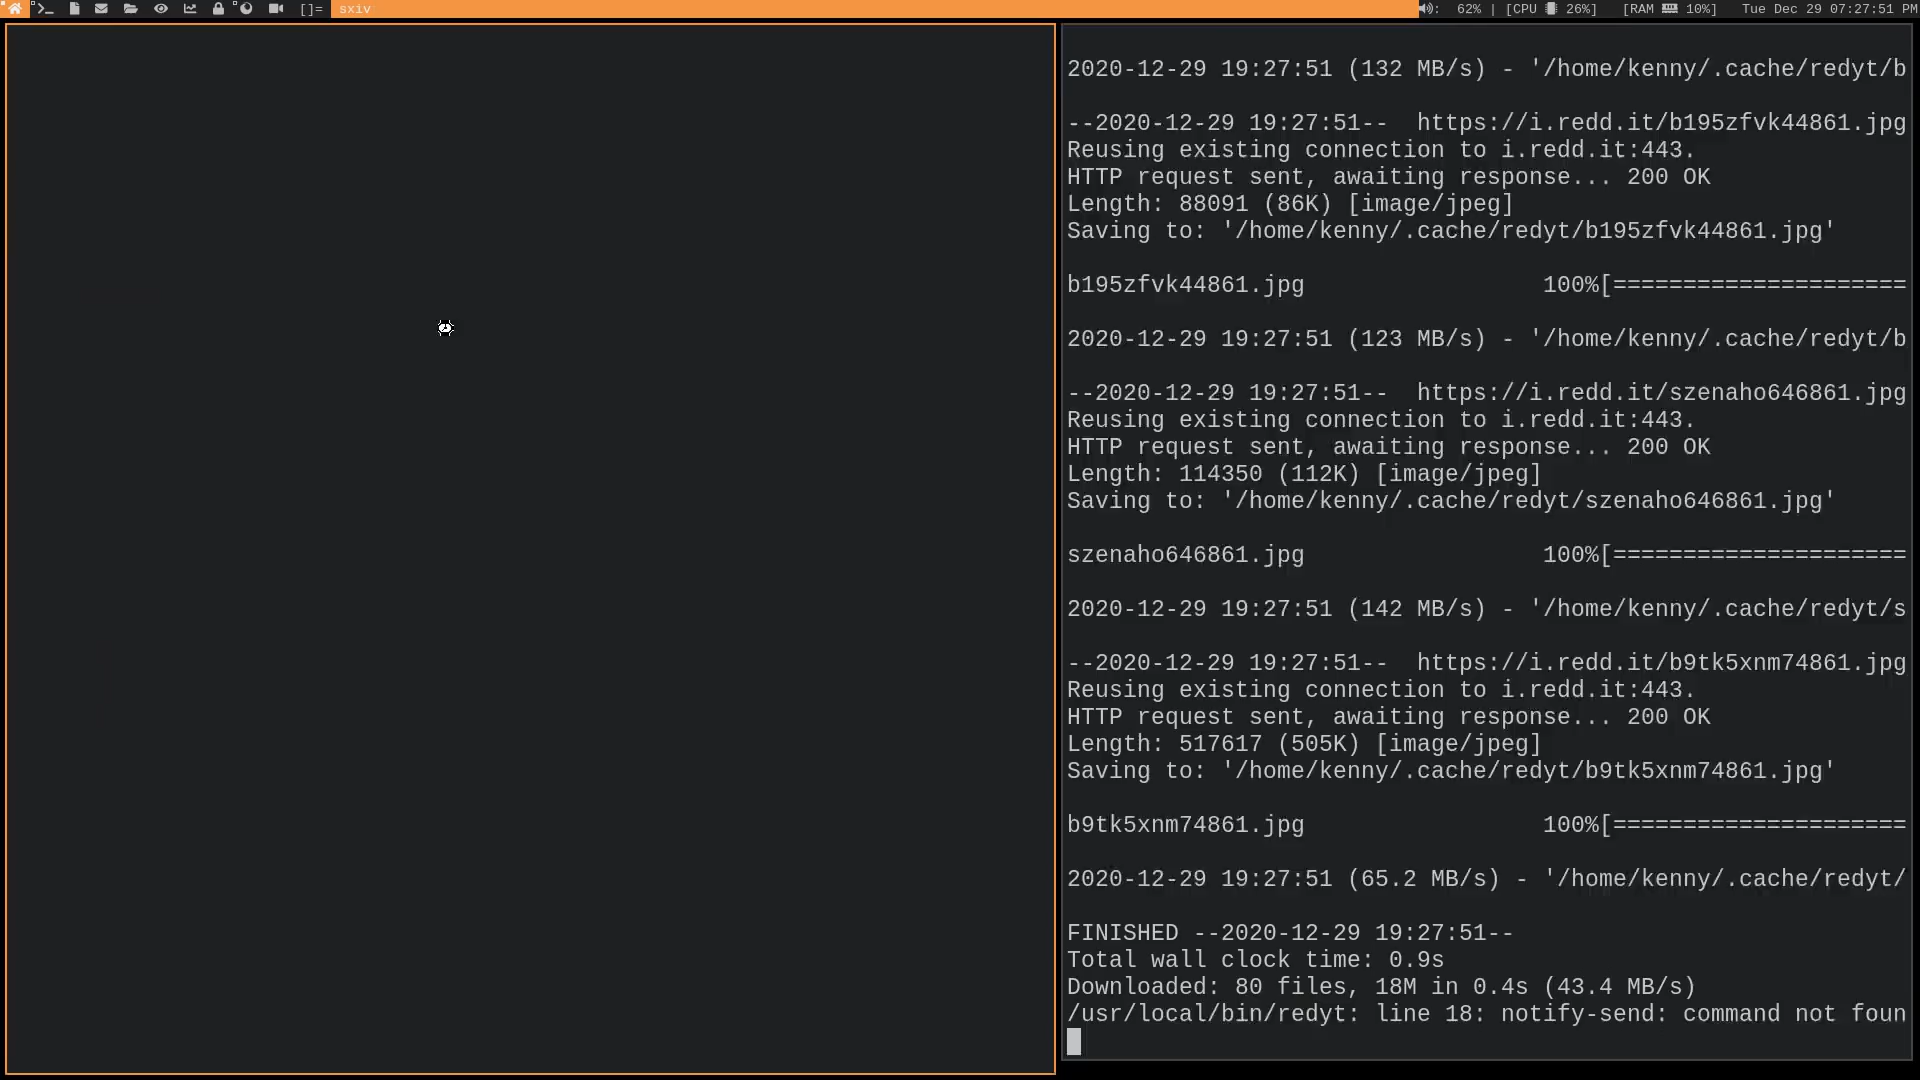 []= sxiv : 62% | [CPU 26%] [RAM 10%] Tue Dec 29 07:27:51 PM
2020-12-29 19:27:51 (132 MB/s) - '/home/kenny/.cache/redyt/b
--2020-12-29 19:27:51-- https://i.redd.it/b195zfvk44861.jpg
Reusing existing connection to i.redd.it:443.
HTTP request sent, awaiting response... 200 OK
Length: 88091 (86K) [image/jpeg]
Saving to: '/home/kenny/.cache/redyt/b195zfvk44861.jpg'
b195zfvk44861.jpg 100%[=====================
2020-12-29 19:27:51 (123 MB/s) - '/home/kenny/.cache/redyt/b
--2020-12-29 19:27:51-- https://i.redd.it/szenaho646861.jpg
Reusing existing connection to i.redd.it:443.
HTTP request sent, awaiting response... 200 OK
Length: 114350 (112K) [image/jpeg]
Saving to: '/home/kenny/.cache/redyt/szenaho646861.jpg'
szenaho646861.jpg 100%[=====================
2020-12-29 19:27:51 (142 MB/s) - '/home/kenny/.cache/redyt/s
--2020-12-29 19:27:51-- https://i.redd.it/b9tk5xnm74861.jpg
Reusing existing connection to i.redd.it:443.
HTTP request sent, awaiting response... 200 OK
Length: 517617 (505K) [image/jpeg]
Saving to: '/home/kenny/.cache/redyt/b9tk5xnm74861.jpg'
b9tk5xnm74861.jpg 100%[=====================
2020-12-29 19:27:51 (65.2 MB/s) - '/home/kenny/.cache/redyt/
FINISHED --2020-12-29 19:27:51--
Total wall clock time: 0.9s
Downloaded: 80 files, 18M in 0.4s (43.4 MB/s)
/usr/local/bin/redyt: line 18: notify-send: command not foun